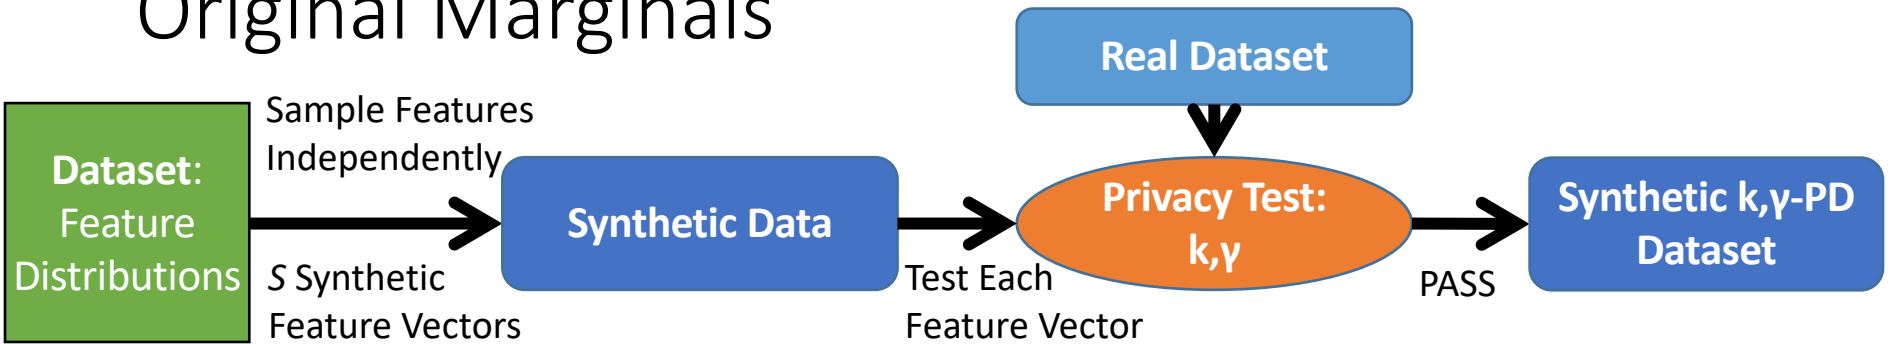 Original Marginals
Real Dataset
Sample Features
Independently
Dataset:
Feature
Distributions
Synthetic Data
Privacy Test:
k,γ
Synthetic k,γ-PD
Dataset
S Synthetic
Feature Vectors
Test Each
Feature Vector
PASS